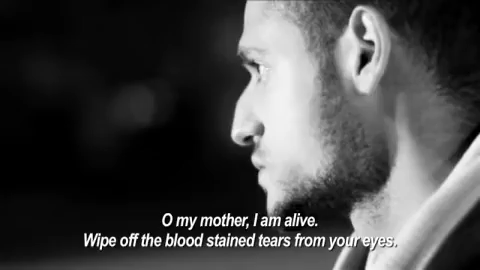 O my mother, I am alive.
Wipe off the blood stained tears from your eyes.